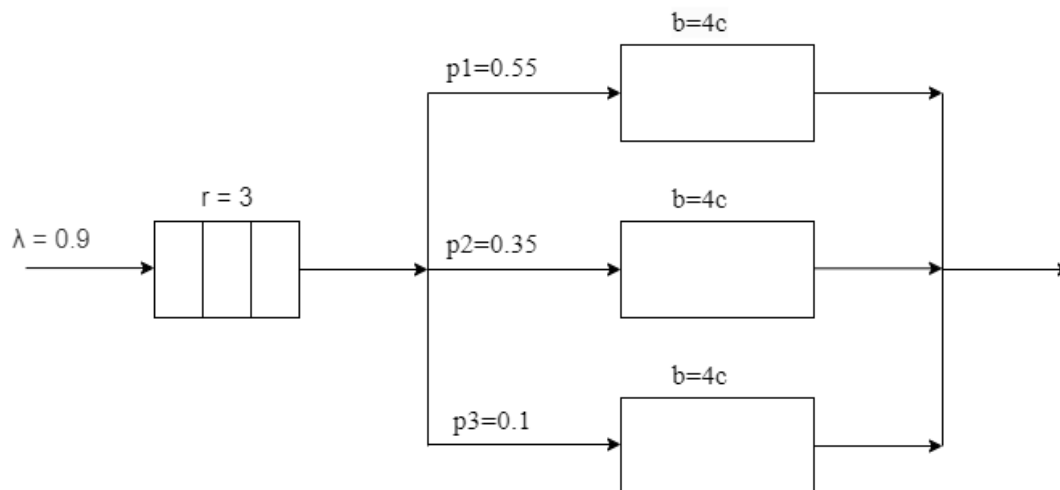 b=4c
p1=0.55
r = 3
b=4c
λ = 0.9
p2=0.35
b=4c
p3=0.1